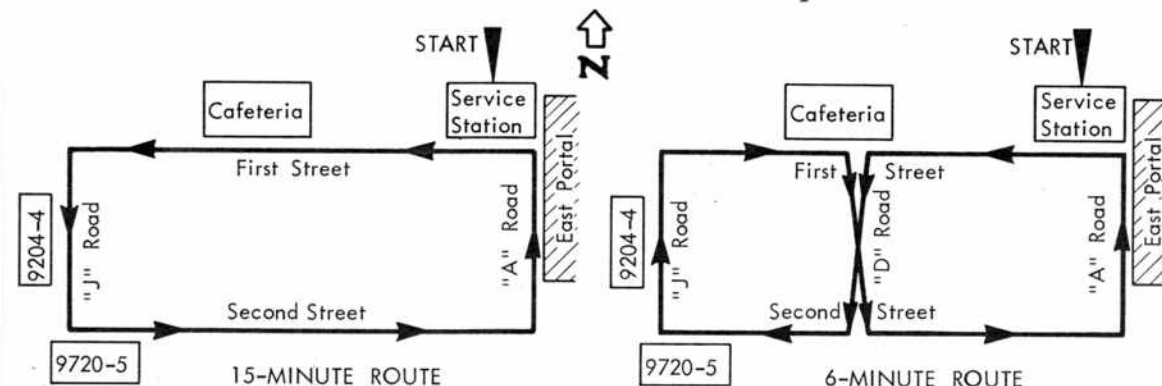 START
N
Cafeteria
Service
Station
East Portal
First Street
9204-4
"J" Road
"A" Road
Second Street
9720-5
15-MINUTE ROUTE
START
Cafeteria
Service
Station
East Portal
First Street
9204-4
"J" Road
"D" Road
"A" Road
Second Street
9720-5
6-MINUTE ROUTE